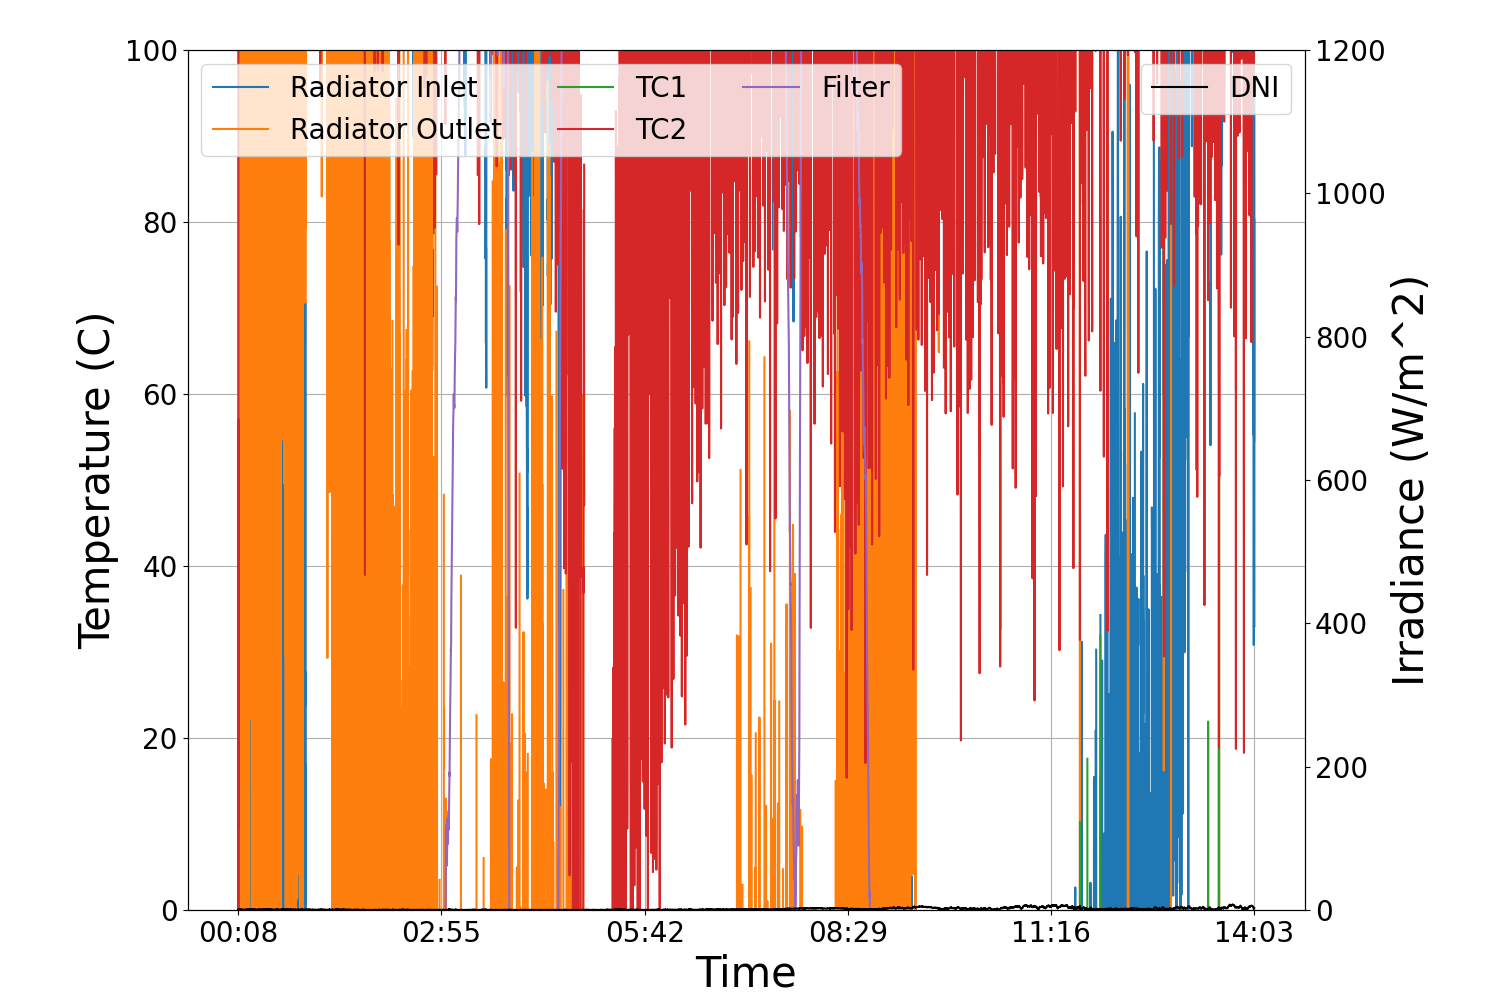 Radiator Inlet
Radiator Outlet
TC1
TC2
Filter
DNI
100
80
60
40
20
0
Temperature (C)
1200
1000
800
600
400
200
0
Irradiance (W/m^2)
00:08
02:55
05:42
08:29
11:16
14:03
Time